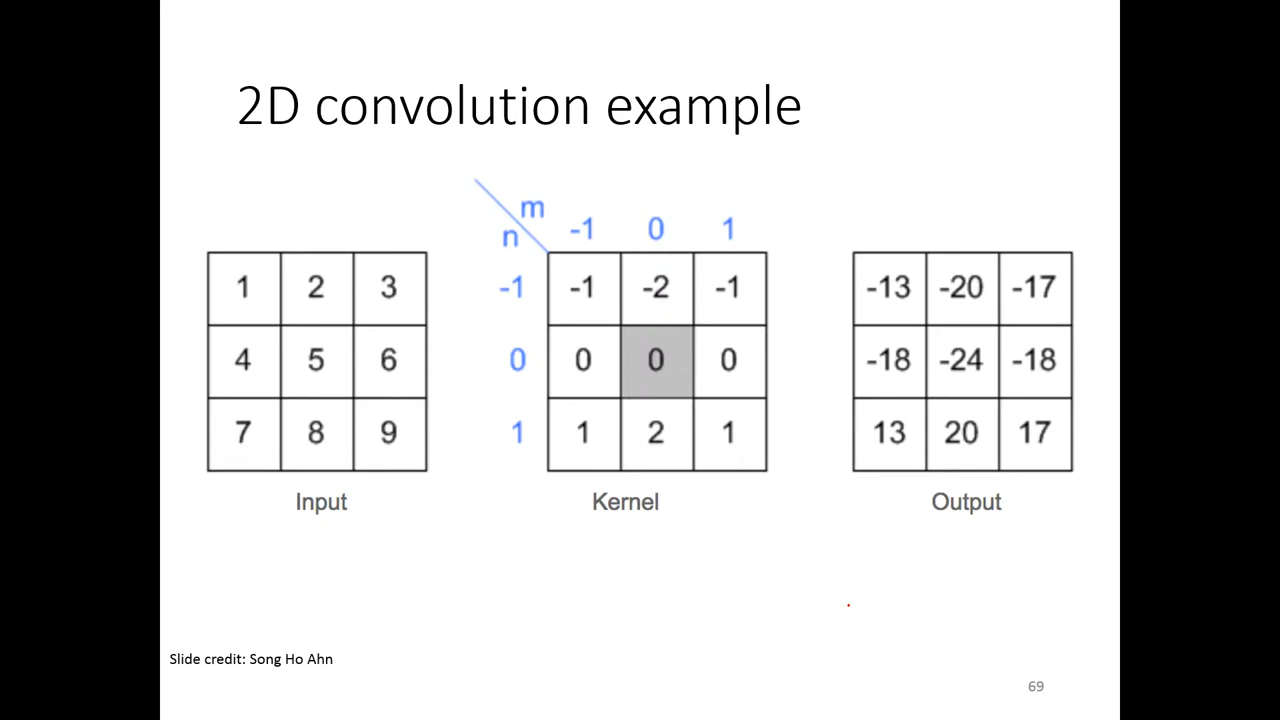 2D convolution example
m
n
-1 0 1
1 2 3
-1
-1 -2 -1
-13 -20 -17
4 5 6
0
0 0 0
-18 -24 -18
7 8 9
1
1 2 1
13 20 17
Input
Kernel
Output
Slide credit: Song Ho Ahn
69